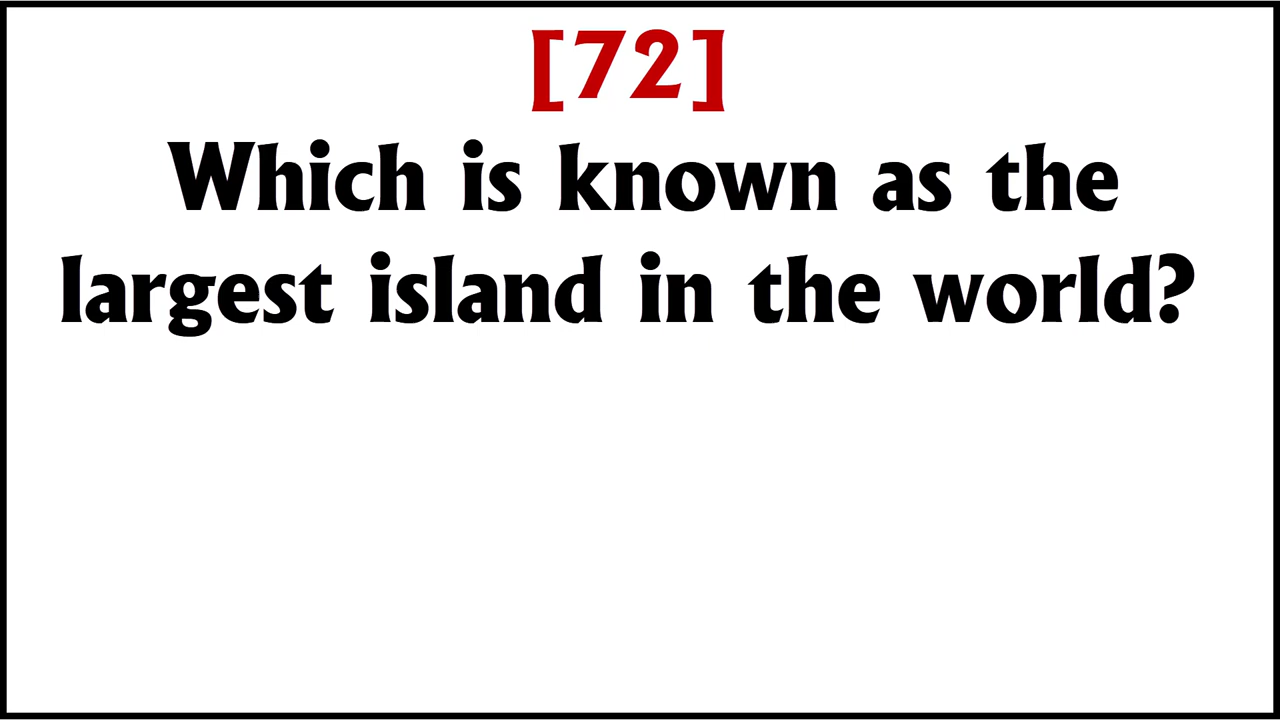 [72]
Which is known as the
largest island in the world?